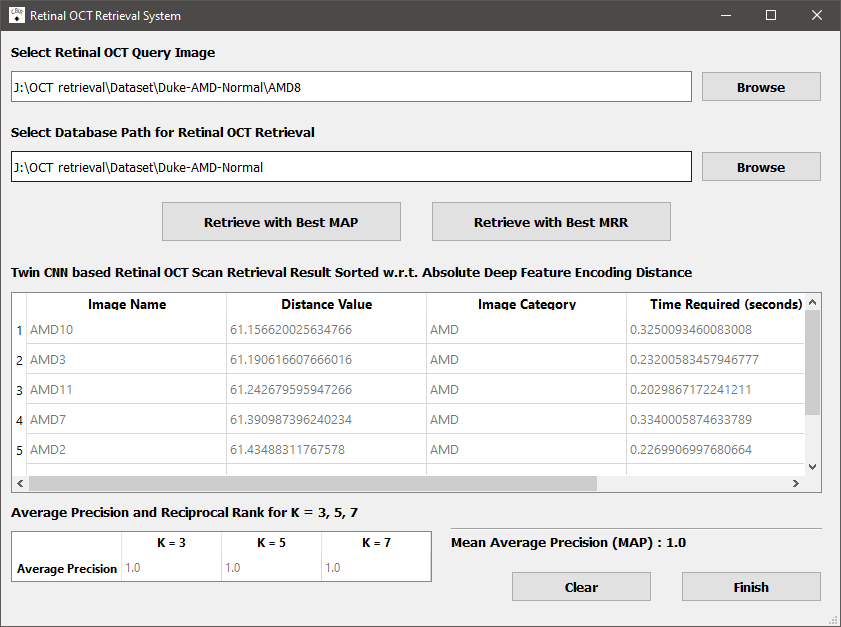 Retinal OCT Retrieval System
Select Retinal OCT Query Image
J:\OCT retrieval\Dataset\Duke-AMD-Normal\AMD8
Browse
Select Database Path for Retinal OCT Retrieval
J:\OCT retrieval\Dataset\Duke-AMD-Normal
Browse
Retrieve with Best MAP
Retrieve with Best MRR
Twin CNN based Retinal OCT Scan Retrieval Result Sorted w.r.t. Absolute Deep Feature Encoding Distance
Image Name Distance Value Image Category Time Required (seconds)
1 AMD10 61.156620025634766 AMD 0.3250093460083008
2 AMD3 61.190616607666016 AMD 0.23200583457946777
3 AMD11 61.242679595947266 AMD 0.2029867172241211
4 AMD7 61.390987396240234 AMD 0.3340005874633789
5 AMD2 61.43488311767578 AMD 0.2269906997680664
Average Precision and Reciprocal Rank for K = 3, 5, 7
K = 3 K = 5 K = 7
Average Precision 1.0 1.0 1.0
Mean Average Precision (MAP) : 1.0
Clear
Finish